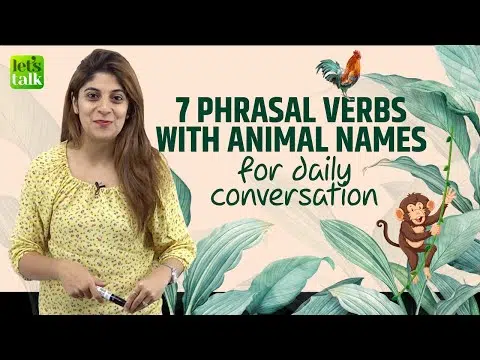 let's
talk
7 PHRASAL VERBS
WITH ANIMAL NAMES
for daily
conversation